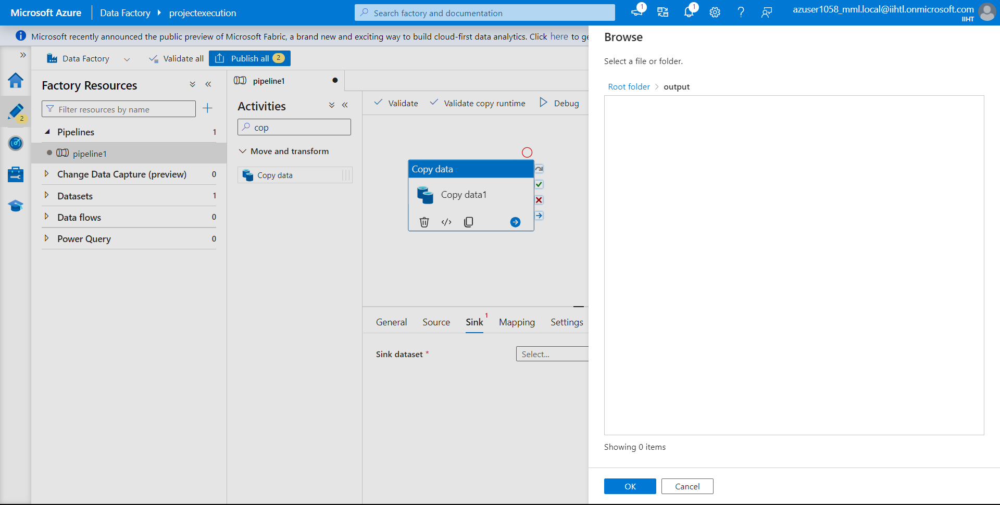 Microsoft Azure
Data Factory
projectexecution
Search factory and documentation
1
1
azuser1058_mml.local@iihtl.onmicrosoft.com
IIHT
Microsoft recently announced the public preview of Microsoft Fabric, a brand new and exciting way to build cloud-first data analytics. Click here to ge
Data Factory
Validate all
Publish all 2
2
Factory Resources
Filter resources by name
Pipelines 1
pipeline1
Change Data Capture (preview) 0
Datasets 1
Data flows 0
Power Query 0
pipeline1
Activities
cop
Move and transform
Copy data
Validate
Validate copy runtime
Debug
Copy data
Copy data1
General
Source
Sink 1
Mapping
Settings
Sink dataset *
Select...
Browse
Select a file or folder.
Root folder > output
Showing 0 items
OK
Cancel